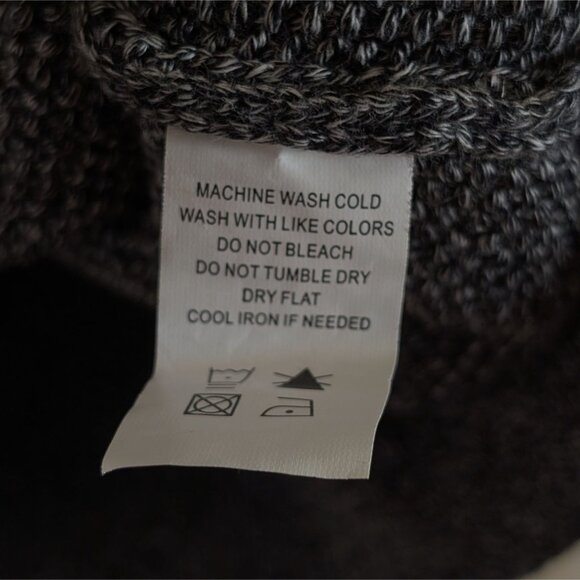 MACHINE WASH COLD
WASH WITH LIKE COLORS
DO NOT BLEACH
DO NOT TUMBLE DRY
DRY FLAT
COOL IRON IF NEEDED